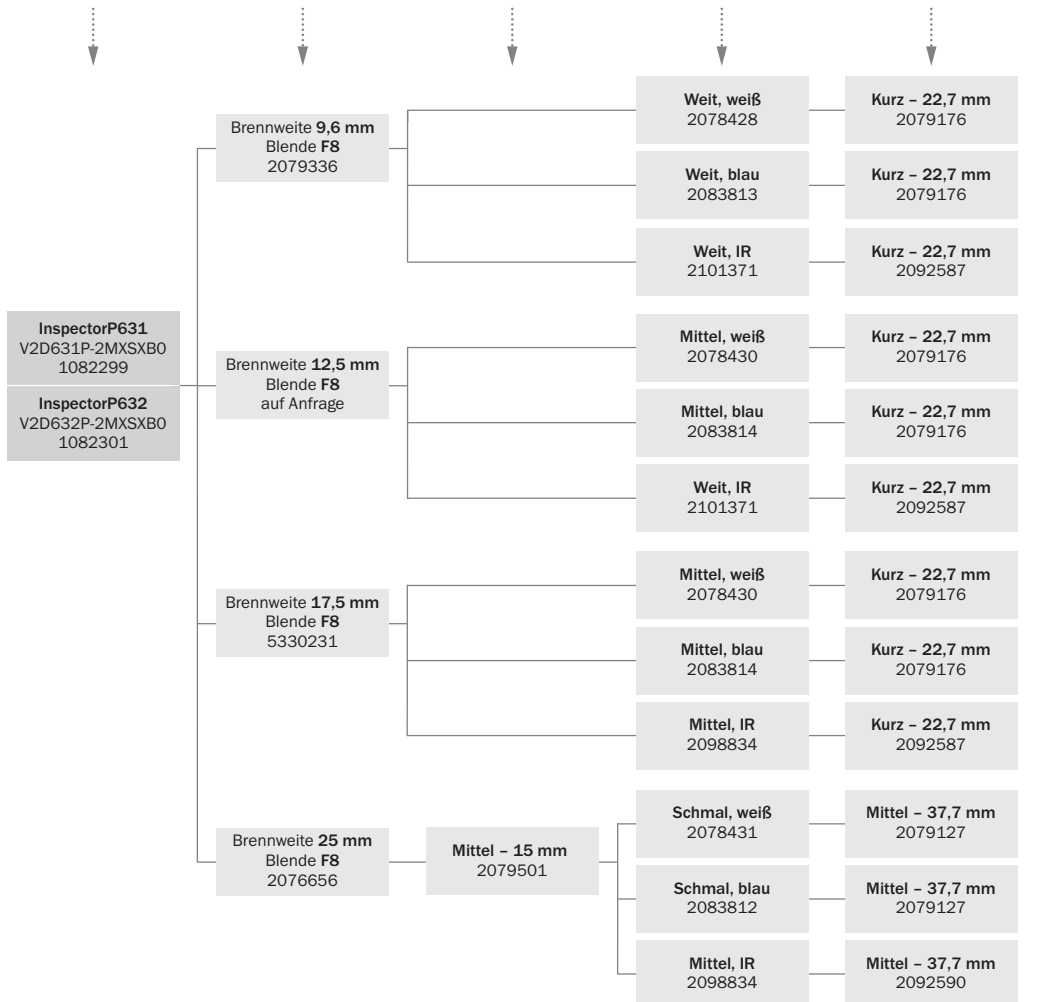 InspectorP631
V2D631P-2MXSXB0
1082299
InspectorP632
V2D632P-2MXSXB0
1082301
Brennweite 9,6 mm
Blende F8
2079336
Weit, weiß
2078428
Kurz – 22,7 mm
2079176
Weit, blau
2083813
Kurz – 22,7 mm
2079176
Weit, IR
2101371
Kurz – 22,7 mm
2092587
Brennweite 12,5 mm
Blende F8
auf Anfrage
Mittel, weiß
2078430
Kurz – 22,7 mm
2079176
Mittel, blau
2083814
Kurz – 22,7 mm
2079176
Weit, IR
2101371
Kurz – 22,7 mm
2092587
Brennweite 17,5 mm
Blende F8
5330231
Mittel, weiß
2078430
Kurz – 22,7 mm
2079176
Mittel, blau
2083814
Kurz – 22,7 mm
2079176
Mittel, IR
2098834
Kurz – 22,7 mm
2092587
Brennweite 25 mm
Blende F8
2076656
Mittel – 15 mm
2079501
Schmal, weiß
2078431
Mittel – 37,7 mm
2079127
Schmal, blau
2083812
Mittel – 37,7 mm
2079127
Mittel, IR
2098834
Mittel – 37,7 mm
2092590